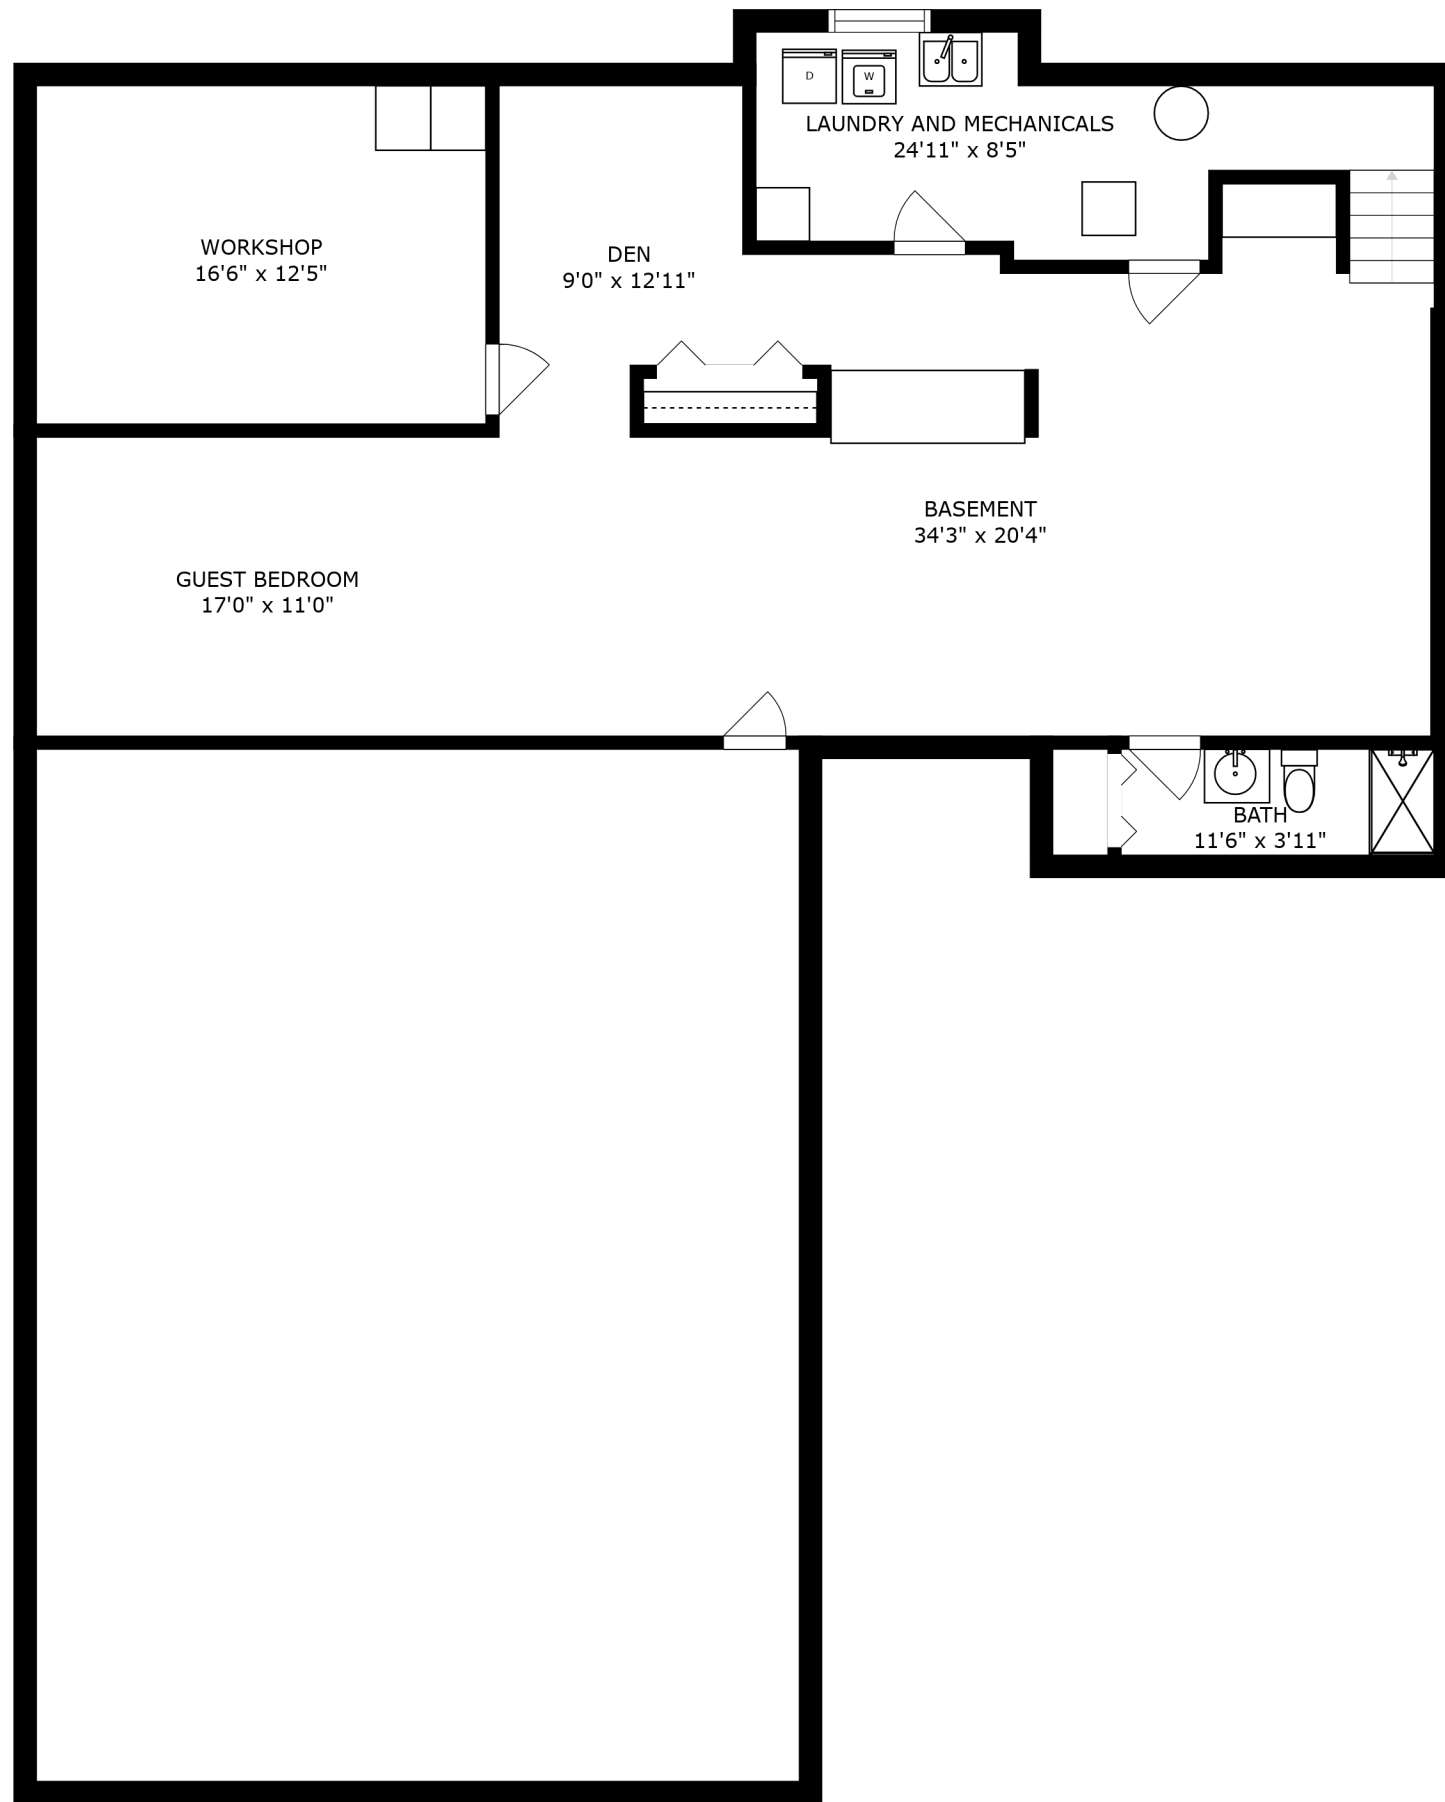 D
W
LAUNDRY AND MECHANICALS
24'11" x 8'5"
WORKSHOP
16'6" x 12'5"
DEN
9'0" x 12'11"
BASEMENT
34'3" x 20'4"
GUEST BEDROOM
17'0" x 11'0"
BATH
11'6" x 3'11"